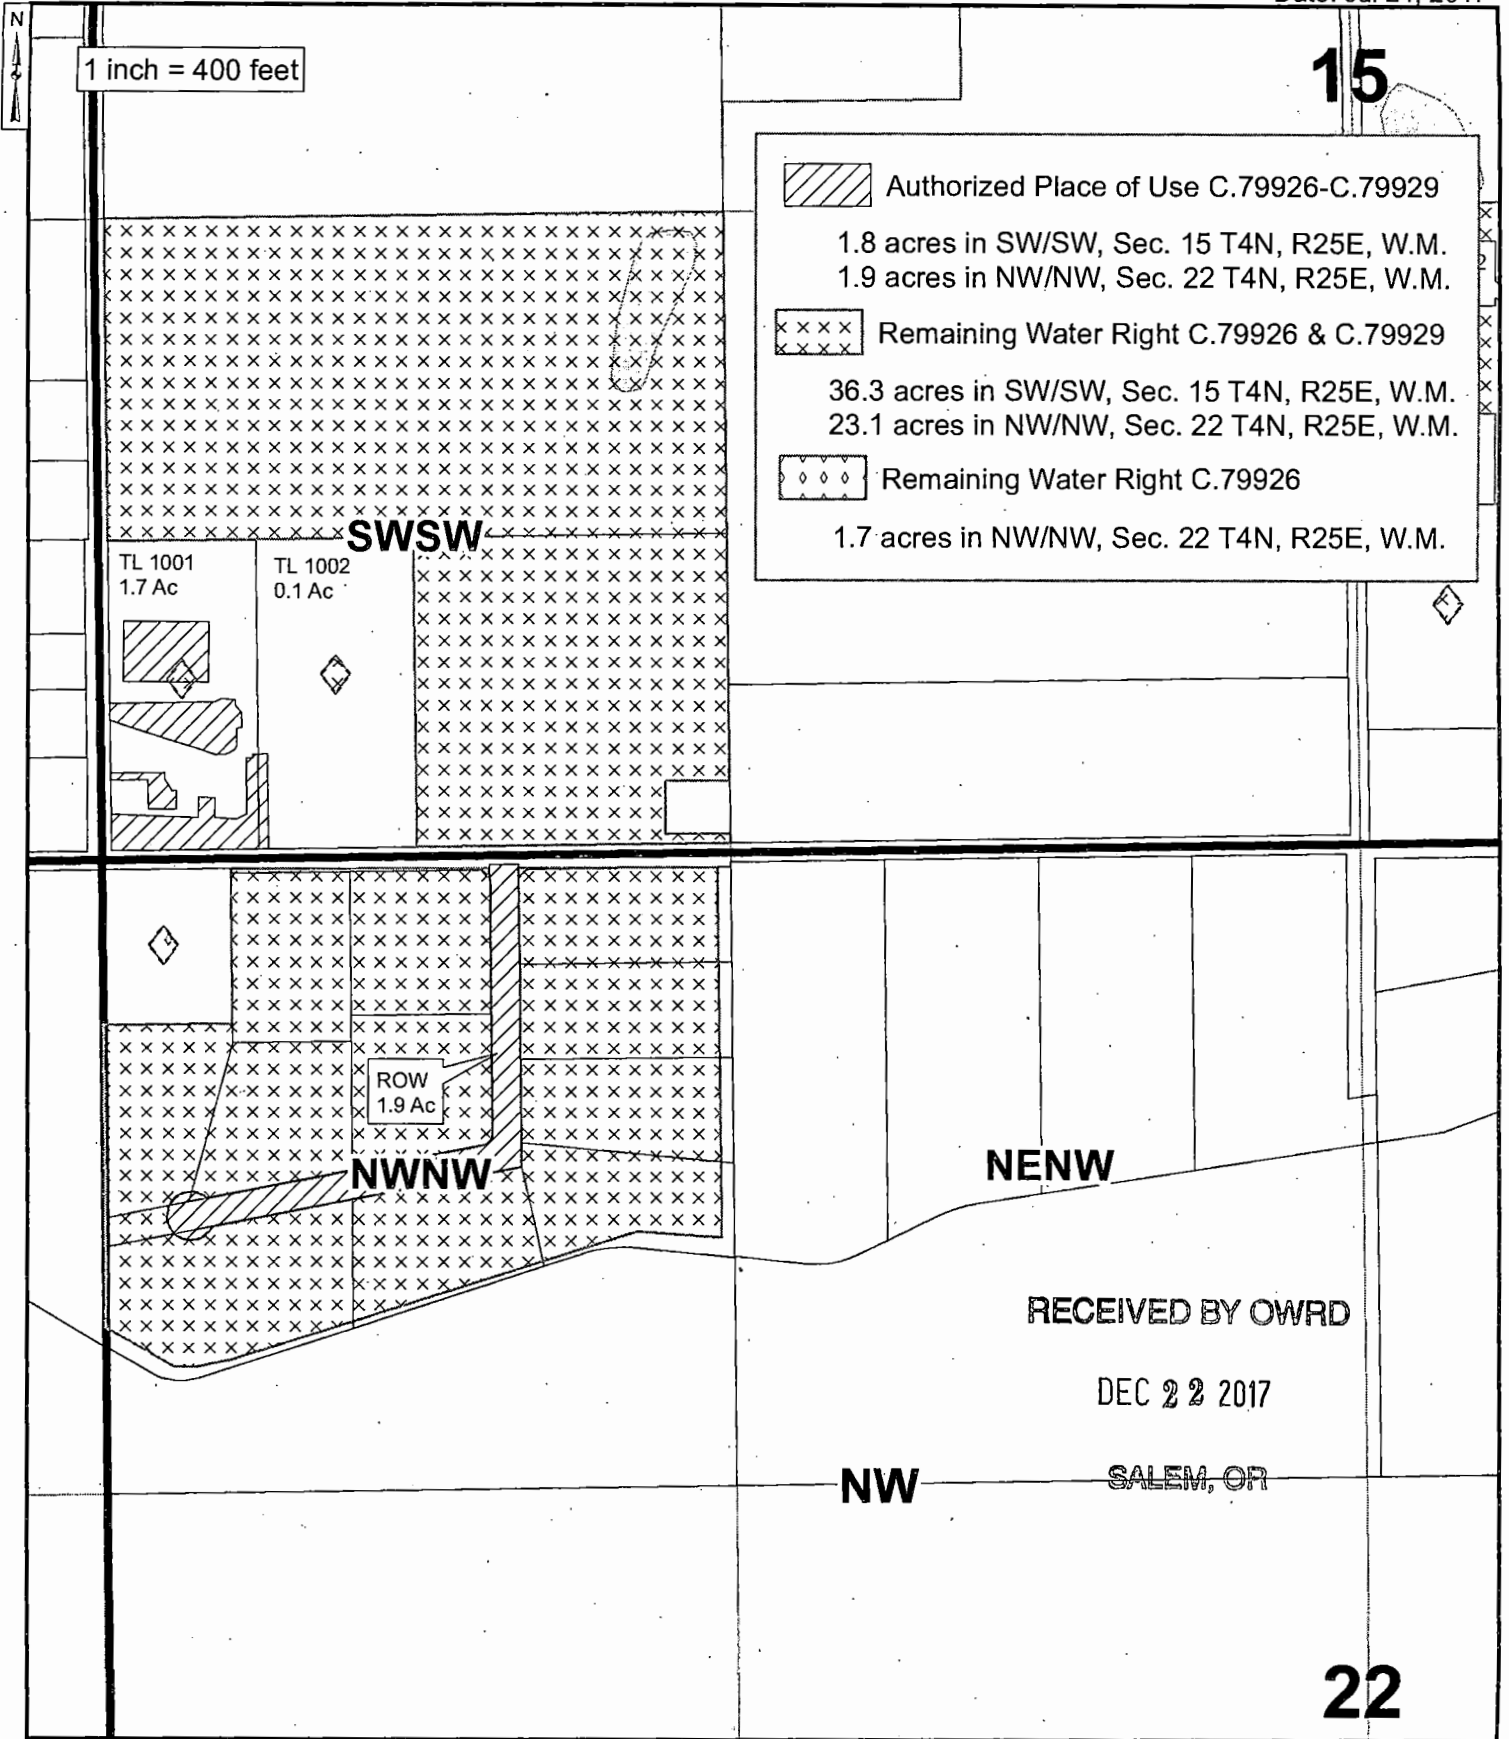 N
1 inch = 400 feet
15
Authorized Place of Use C.79926-C.79929
1.8 acres in SW/SW, Sec. 15 T4N, R25E, W.M.
1.9 acres in NW/NW, Sec. 22 T4N, R25E, W.M.
Remaining Water Right C.79926 & C.79929
36.3 acres in SW/SW, Sec. 15 T4N, R25E, W.M.
23.1 acres in NW/NW, Sec. 22 T4N, R25E, W.M.
Remaining Water Right C.79926
1.7 acres in NW/NW, Sec. 22 T4N, R25E, W.M.
SWSW
TL 1001
1.7 Ac
TL 1002
0.1 Ac
ROW
1.9 Ac
NWNW
NENW
RECEIVED BY OWRD
DEC 22 2017
SALEM, OR
NW
22